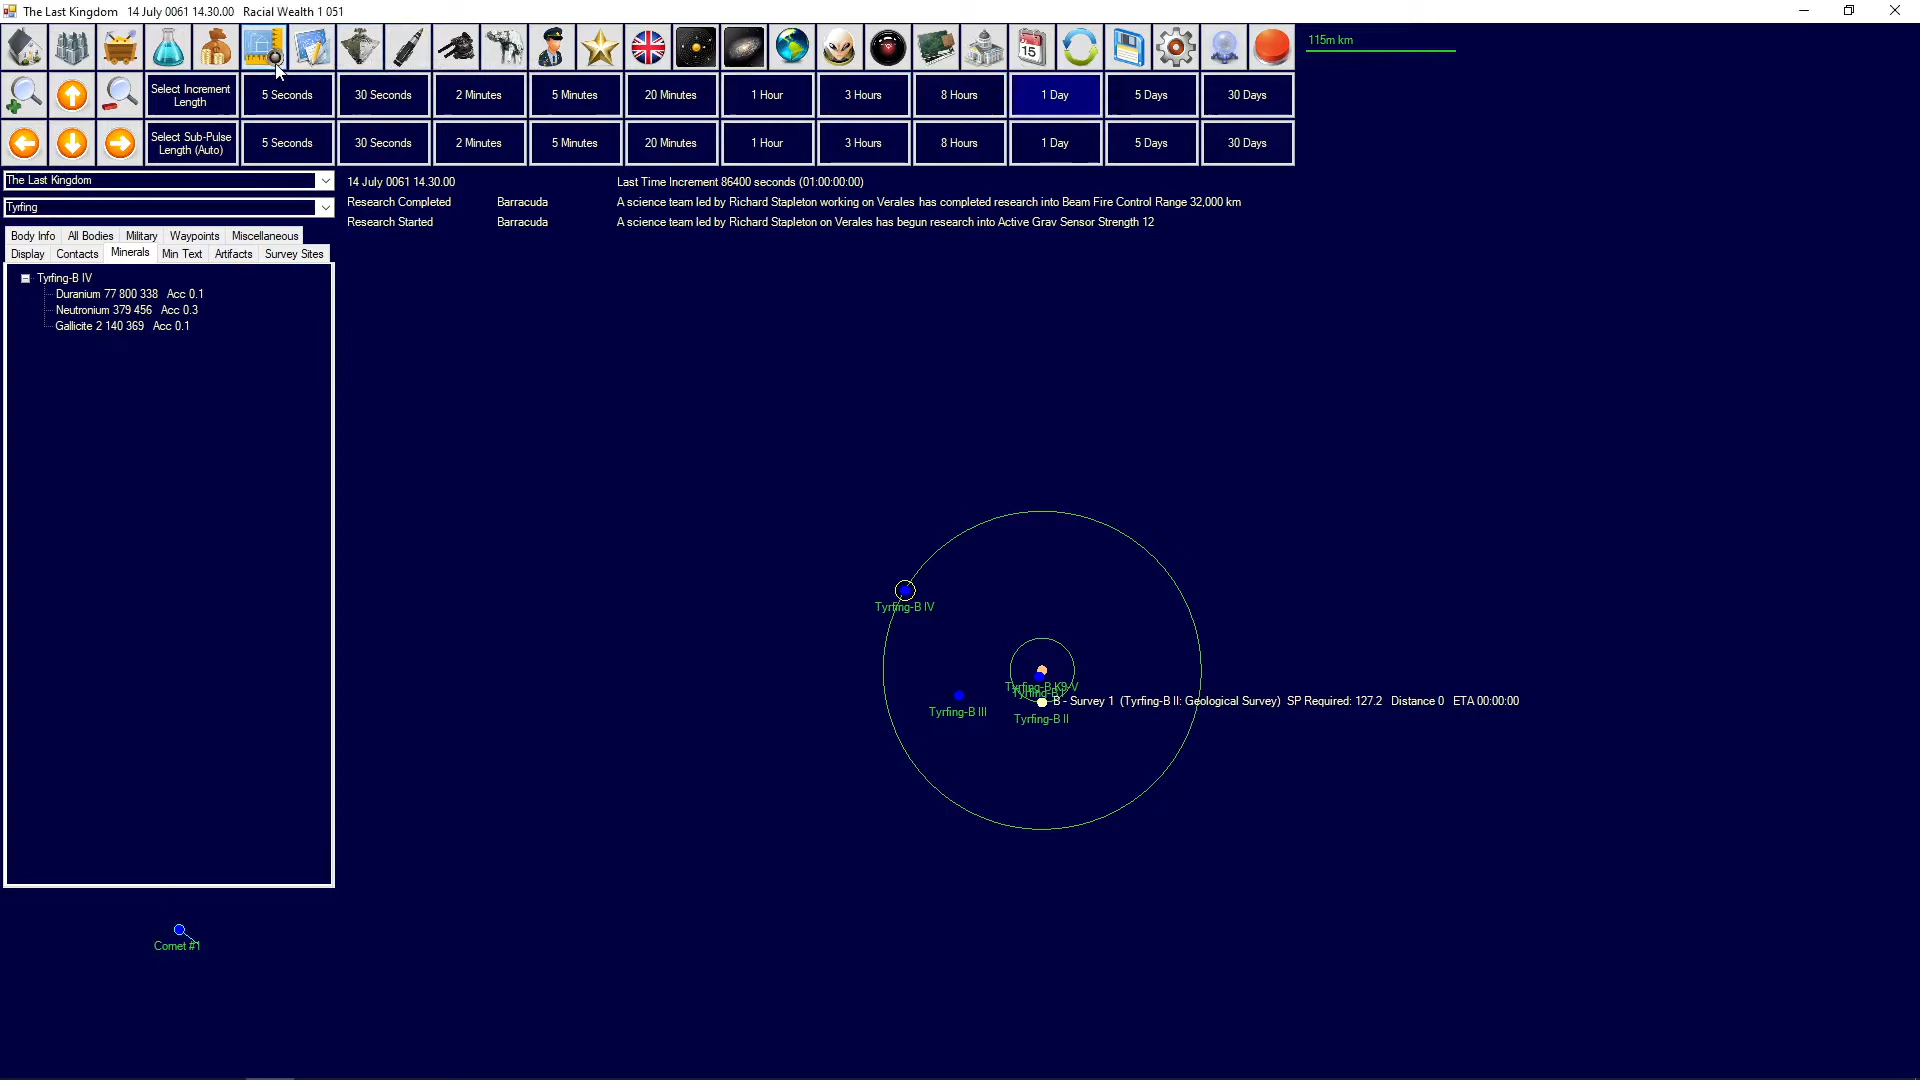 The Last Kingdom   14 July 0061 14.30.00   Racial Wealth 1 051
115m km
15
Select Increment Length
5 Seconds
30 Seconds
2 Minutes
5 Minutes
20 Minutes
1 Hour
3 Hours
8 Hours
1 Day
5 Days
30 Days
Select Sub-Pulse Length (Auto)
5 Seconds
30 Seconds
2 Minutes
5 Minutes
20 Minutes
1 Hour
3 Hours
8 Hours
1 Day
5 Days
30 Days
The Last Kingdom
Tyrfing
14 July 0061 14.30.00   Last Time Increment 86400 seconds (01:00:00:00)
Research Completed   Barracuda   A science team led by Richard Stapleton working on Verales has completed research into Beam Fire Control Range 32,000 km
Research Started   Barracuda   A science team led by Richard Stapleton on Verales has begun research into Active Grav Sensor Strength 12
Body Info   All Bodies   Military   Waypoints   Miscellaneous
Display   Contacts   Minerals   Min Text   Artifacts   Survey Sites
Tyrfing-B IV
Duranium 77 800 338   Acc 0.1
Neutronium 379 456   Acc 0.3
Gallicite 2 140 369   Acc 0.1
Tyrfing-B IV
Tyrfing-B K9-V
B - Survey 1  (Tyrfing-B II: Geological Survey)  SP Required: 127.2   Distance 0   ETA 00:00:00
Tyrfing-B III
Tyrfing-B II
Comet #1